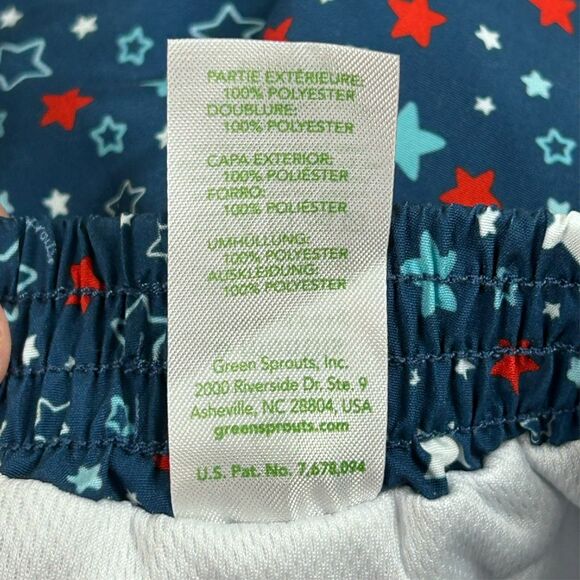 PARTIE EXTÉRIEURE:
100% POLYESTER
DOUBLURE:
100% POLYESTER
CAPA EXTERIOR:
100% POLIÉSTER
FORRO:
100% POLIÉSTER
UMHÜLLUNG:
100% POLYESTER
AUSKLEIDUNG:
100% POLYESTER
Green Sprouts, Inc.
2000 Riverside Dr. Ste. 9
Asheville, NC 28804, USA
greensprouts.com
U.S. Pat. No. 7,678,094
sprouts